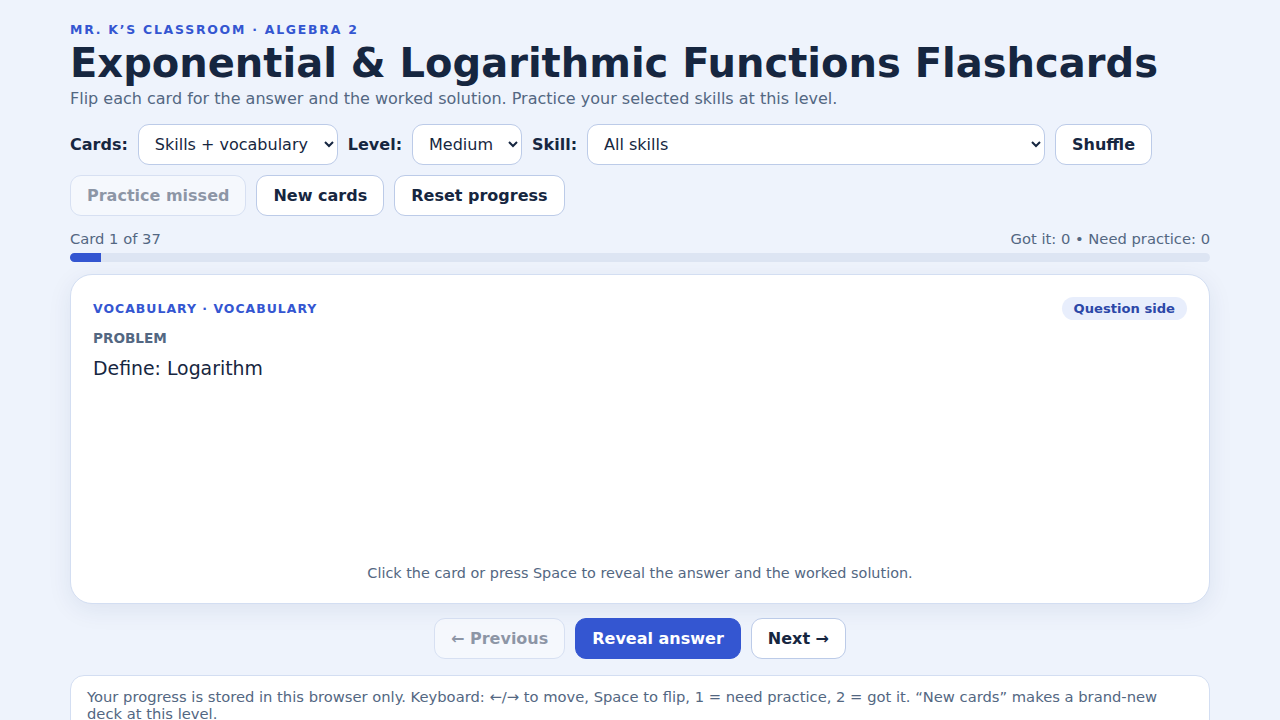 MR. K’S CLASSROOM · ALGEBRA 2
Exponential & Logarithmic Functions Flashcards
Flip each card for the answer and the worked solution. Practice your selected skills at this level.
Cards: Skills + vocabulary Level: Medium Skill: All skills Shuffle
Practice missed New cards Reset progress
Card 1 of 37 Got it: 0 • Need practice: 0
VOCABULARY · VOCABULARY Question side
PROBLEM
Define: Logarithm
Click the card or press Space to reveal the answer and the worked solution.
← Previous Reveal answer Next →
Your progress is stored in this browser only. Keyboard: ←/→ to move, Space to flip, 1 = need practice, 2 = got it. “New cards” makes a brand-new
deck at this level.